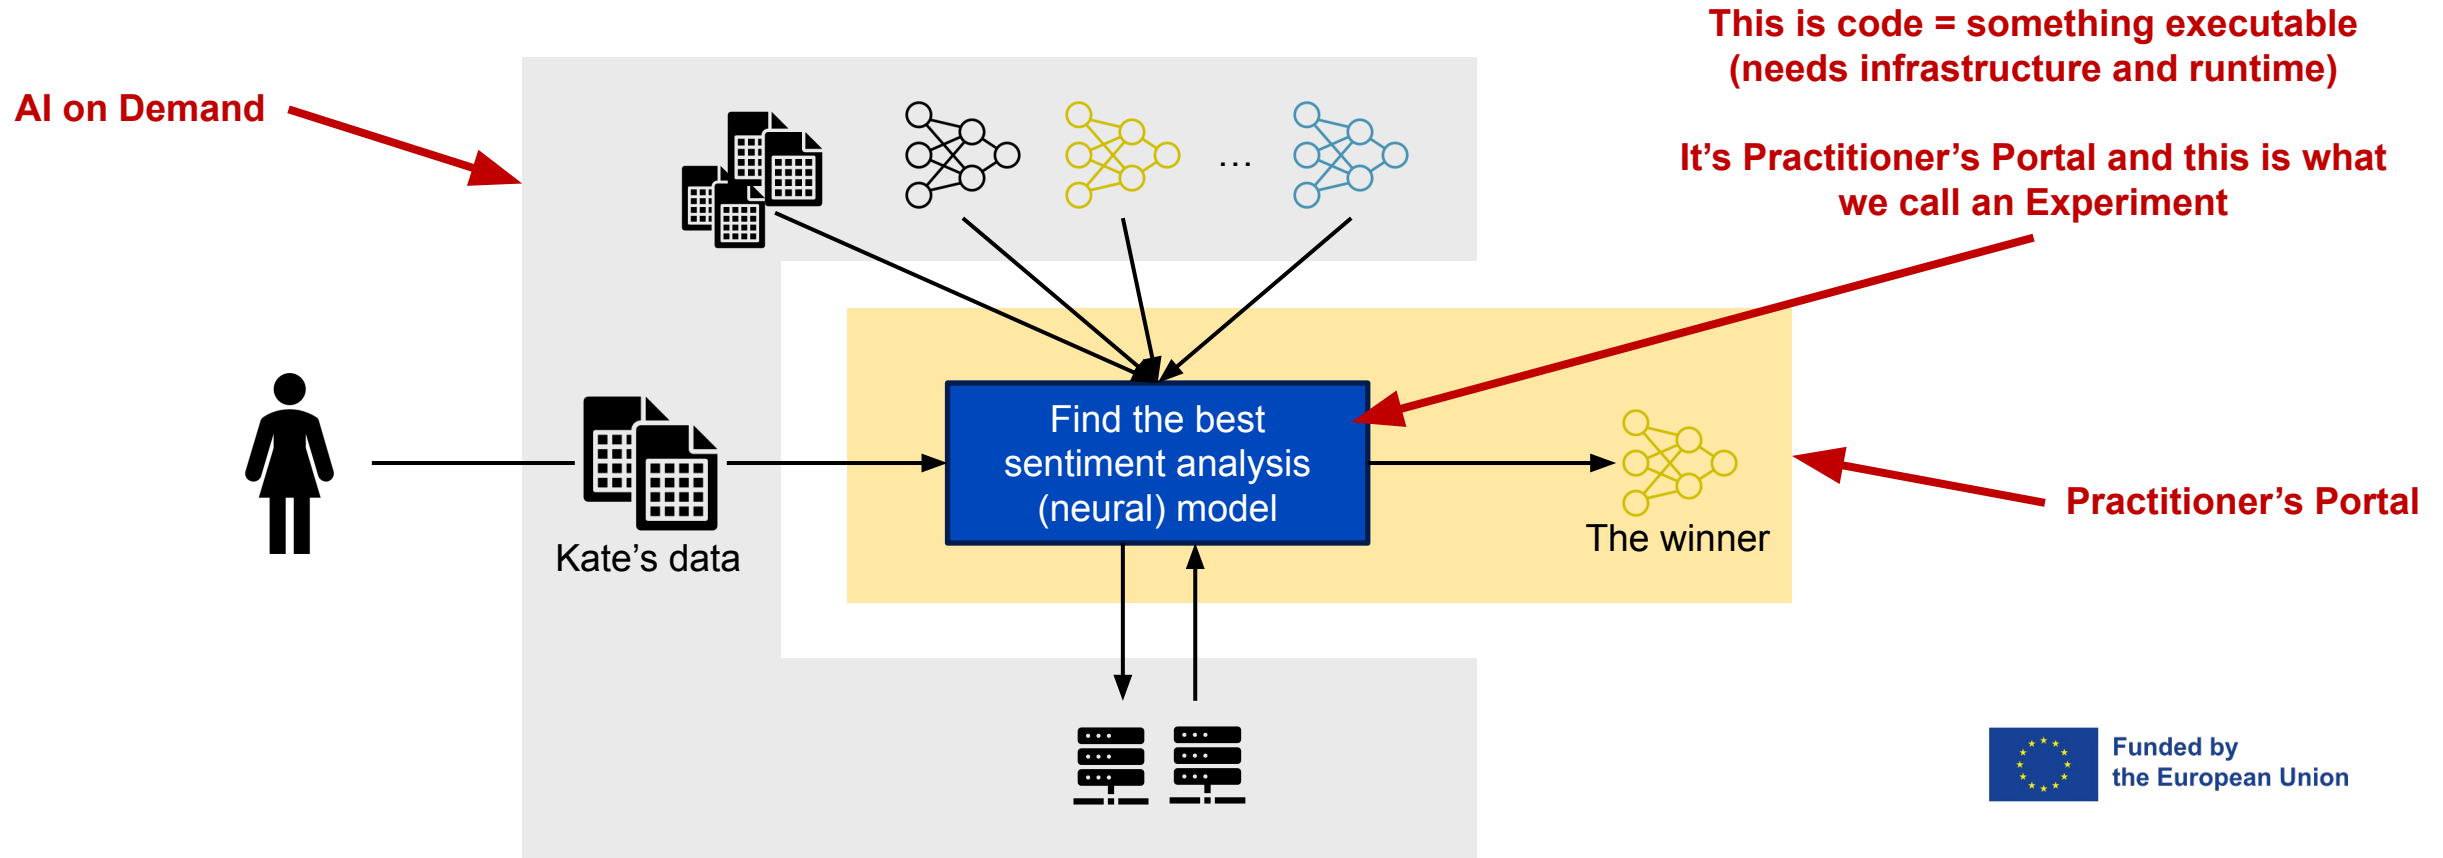 This is code = something executable
(needs infrastructure and runtime)
AI on Demand
It’s Practitioner’s Portal and this is what
we call an Experiment
...
Find the best
sentiment analysis
(neural) model
Practitioner’s Portal
The winner
Kate’s data
Funded by
the European Union